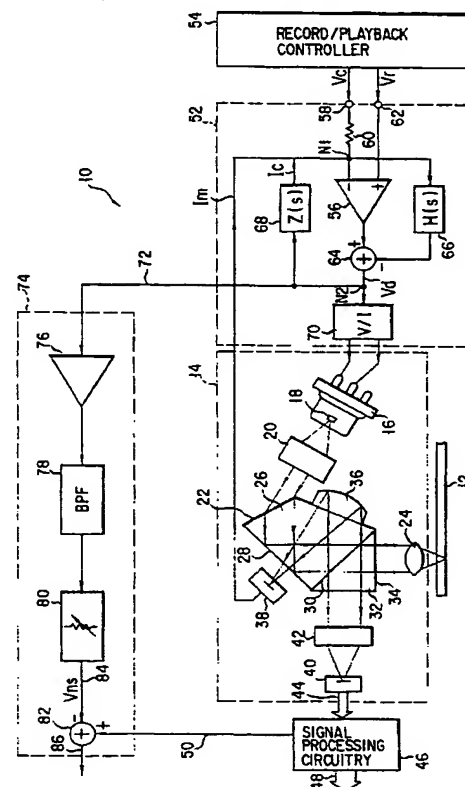 54
RECORD/PLAYBACK
CONTROLLER
Vc
Vr
52
58
62
60
N1
Im
Ic
68
Z(s)
56
H(s)
66
64
+
-
+
-
Vd
N2
V/I
70
10
72
74
76
78
BPF
80
Vns
84
82
-
+
86
50
14
18
16
20
22
26
36
28
38
30
32
34
24
12
42
40
44
SIGNAL
PROCESSING
CIRCUITRY
46
48